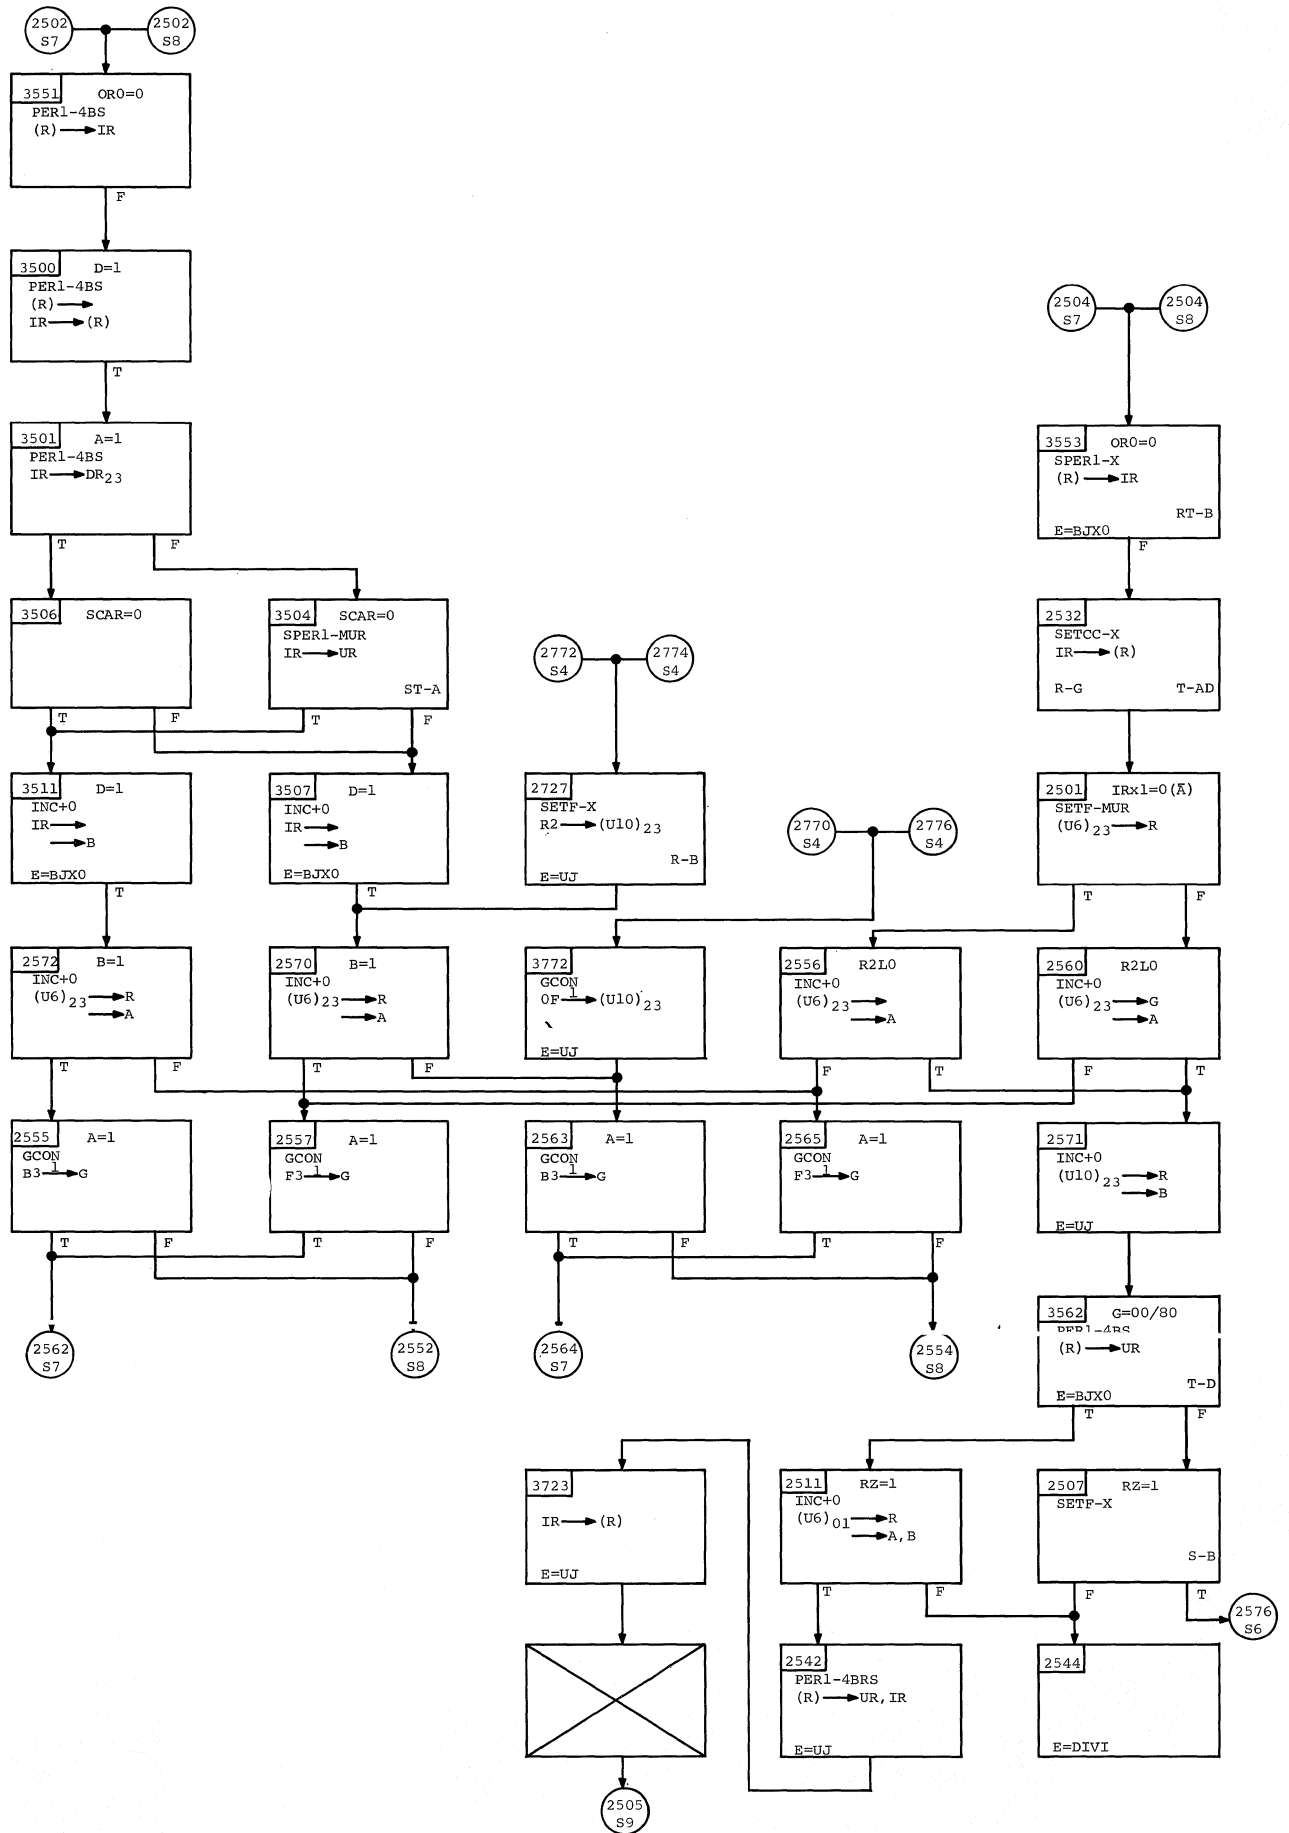 2502
S7
2502
S8
3551 OR0=0
PER1-4BS
(R) IR
F
3500 D=1
PER1-4BS
(R)
IR (R)
T
3501 A=1
PER1-4BS
IR DR23
T F
3506 SCAR=0
T F
3504 SCAR=0
SPER1-MUR
IR UR
ST-A
T F
3511 D=1
INC+0
IR
B
E=BJX0
T
3507 D=1
INC+0
IR
B
E=BJX0
T
2572 B=1
INC+0
(U6)23 R
A
T F
2570 B=1
INC+0
(U6)23 R
A
T F
2555 A=1
GCON
B3 1 G
T F
2557 A=1
GCON
F3 1 G
T F
2562
S7
2552
S8
2772
S4
2774
S4
2727
SETF-X
R2 (U10)23
R-B
E=UJ
2770
S4
2776
S4
3772
GCON
0F 1 (U10)23
E=UJ
2556 R2L0
INC+0
(U6)23
A
F T
2563 A=1
GCON
B3 1 G
T F
2565 A=1
GCON
F3 1 G
T F
2564
S7
2554
S8
2504
S7
2504
S8
3553 OR0=0
SPER1-X
(R) IR
RT-B
E=BJX0
F
2532
SETCC-X
IR (R)
R-G T-AD
2501 IRx1=0(A̅)
SETF-MUR
(U6)23 R
T F
2560 R2L0
INC+0
(U6)23 G
A
F T
2571
INC+0
(U10)23 R
B
E=UJ
3562 G=00/80
PER1-4BS
(R) UR
T-D
E=BJX0
T F
3723
IR (R)
E=UJ
2511 RZ=1
INC+0
(U6)01 R
A,B
T F
2507 RZ=1
SETF-X
S-B
F T
2576
S6
2542
PER1-4BRS
(R) UR,IR
E=UJ
2544
E=DIVI
2505
S9